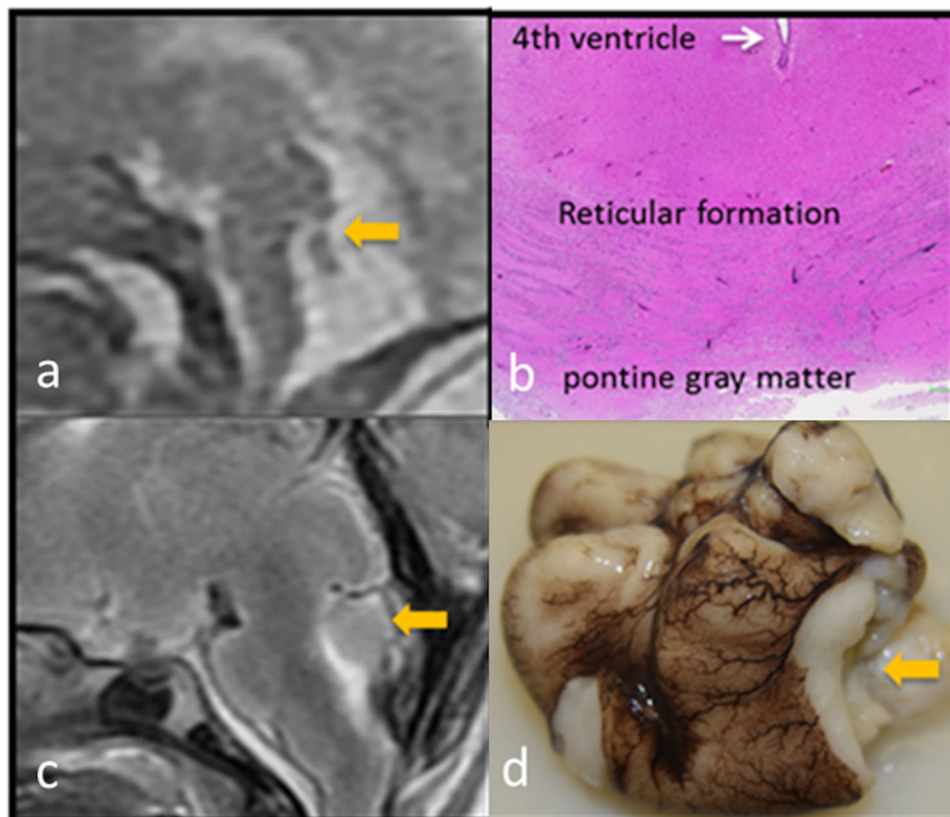 4th ventricle
Reticular formation
a
b
pontine gray matter
c
d